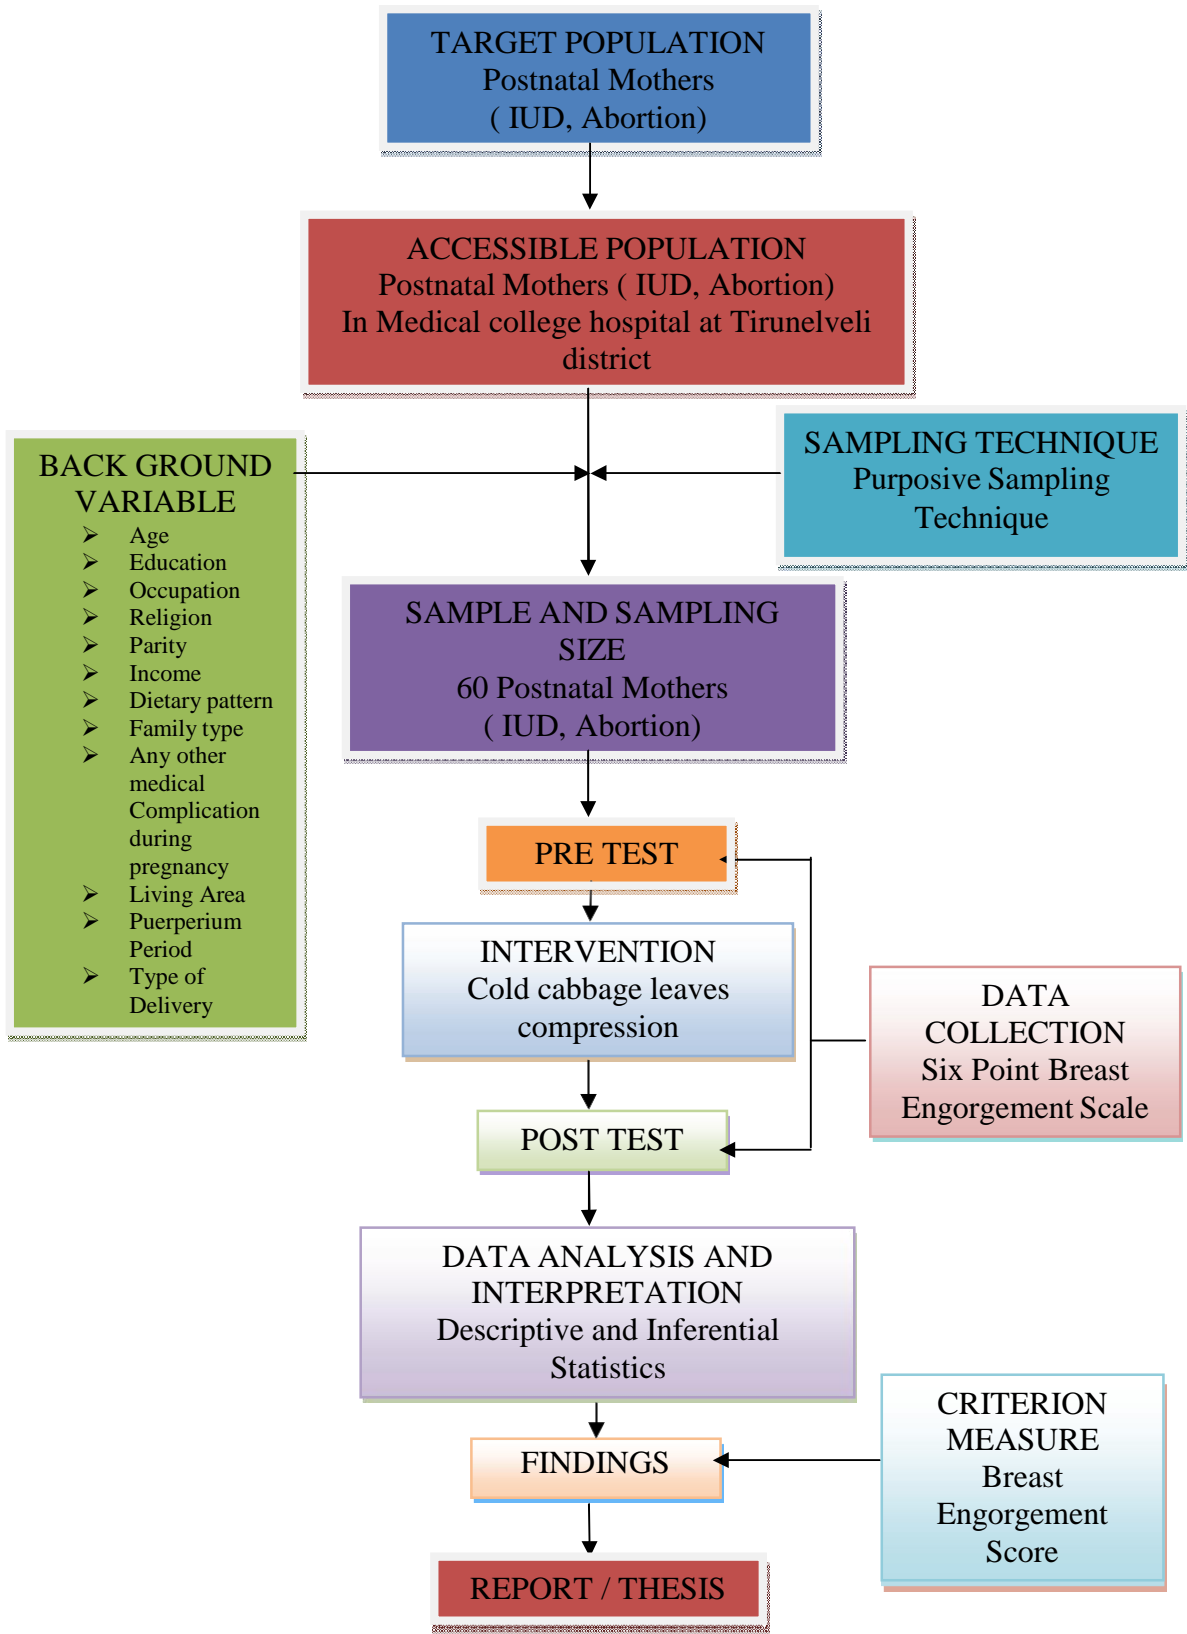 TARGET POPULATION
Postnatal Mothers
( IUD, Abortion)
ACCESSIBLE POPULATION
Postnatal Mothers ( IUD, Abortion)
In Medical college hospital at Tirunelveli
district
BACK GROUND
VARIABLE
➢ Age
➢ Education
➢ Occupation
➢ Religion
➢ Parity
➢ Income
➢ Dietary pattern
➢ Family type
➢ Any other
medical
Complication
during
pregnancy
➢ Living Area
➢ Puerperium
Period
➢ Type of
Delivery
SAMPLING TECHNIQUE
Purposive Sampling
Technique
SAMPLE AND SAMPLING
SIZE
60 Postnatal Mothers
( IUD, Abortion)
PRE TEST
INTERVENTION
Cold cabbage leaves
compression
DATA
COLLECTION
Six Point Breast
Engorgement Scale
POST TEST
DATA ANALYSIS AND
INTERPRETATION
Descriptive and Inferential
Statistics
CRITERION
MEASURE
Breast
Engorgement
Score
FINDINGS
REPORT / THESIS